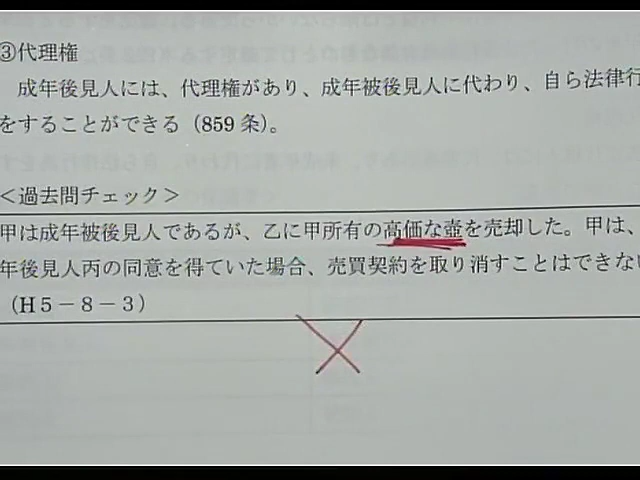 ③代理権
成年後見人には、代理権があり、成年被後見人に代わり、自ら法律行
をすることができる（859 条）。
＜過去問チェック＞
甲は成年被後見人であるが、乙に甲所有の高価な壺を売却した。甲は、
年後見人丙の同意を得ていた場合、売買契約を取り消すことはできない
（H５－８－３）